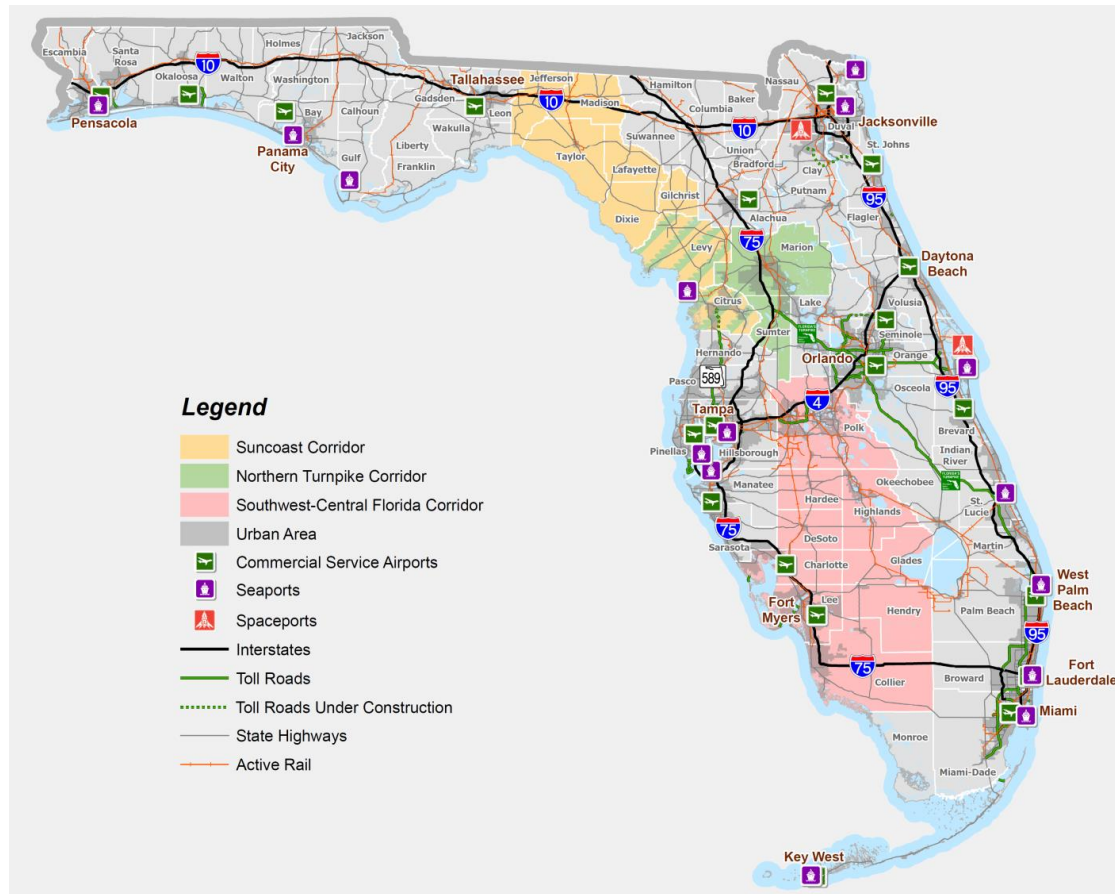 Escambia
Santa
Rosa
Okaloosa
10
Walton
Holmes
Washington
Jackson
Bay
Calhoun
Gulf
Liberty
Franklin
Gadsden
Tallahassee
Leon
Wakulla
Pensacola
Panama
City
Jefferson
10
Madison
Taylor
Hamilton
Suwannee
Lafayette
Columbia
Baker
Nassau
10
Duval
Jacksonville
Union
Bradford
Clay
St. Johns
Gilchrist
Dixie
Alachua
Putnam
95
Flagler
Levy
75
Marion
Daytona
Beach
Volusia
Citrus
Lake
FLORIDA'S
TURNPIKE
Seminole
Sumter
Hernando
Orlando
Orange
Pasco
589
Osceola
95
4
Tampa
Polk
Brevard
Pinellas
Hillsborough
Indian
River
Manatee
Hardee
Okeechobee
FLORIDA'S
TURNPIKE
St.
Lucie
Highlands
75
Sarasota
DeSoto
Martin
Charlotte
Glades
West
Palm
Beach
Fort
Myers
Lee
Hendry
Palm Beach
95
75
Collier
Broward
Fort
Lauderdale
Miami
Monroe
Miami-Dade
Key West
Legend
Suncoast Corridor
Northern Turnpike Corridor
Southwest-Central Florida Corridor
Urban Area
Commercial Service Airports
Seaports
Spaceports
Interstates
Toll Roads
Toll Roads Under Construction
State Highways
Active Rail